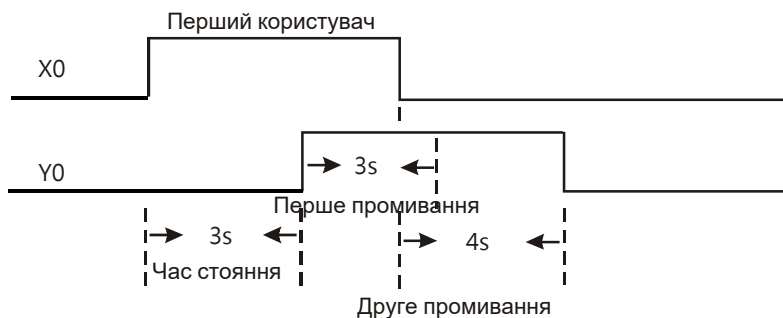 Перший користувач
X0
Y0
3s
Перше промивання
3s
4s
Час стояння
Друге промивання